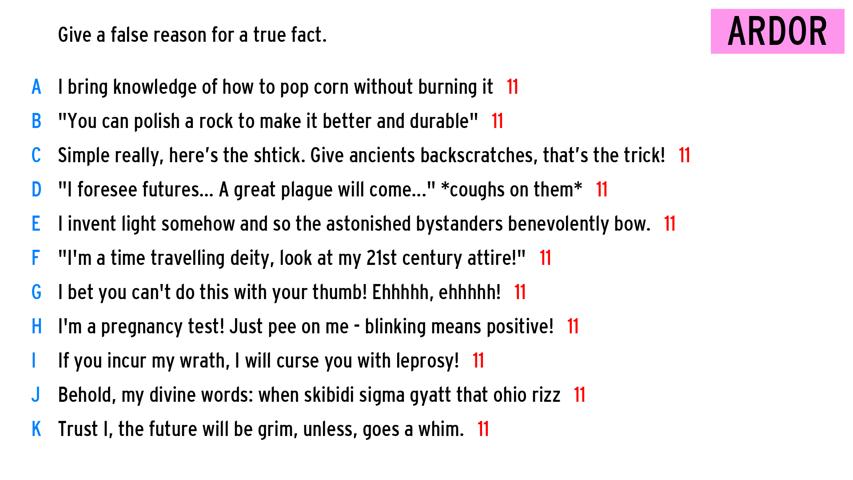 Give a false reason for a true fact.
ARDOR
A I bring knowledge of how to pop corn without burning it 11
B "You can polish a rock to make it better and durable" 11
C Simple really, here's the shtick. Give ancients backscratches, that's the trick! 11
D "I foresee futures... A great plague will come..." *coughs on them* 11
E I invent light somehow and so the astonished bystanders benevolently bow. 11
F "I'm a time travelling deity, look at my 21st century attire!" 11
G I bet you can't do this with your thumb! Ehhhhh, ehhhhh! 11
H I'm a pregnancy test! Just pee on me - blinking means positive! 11
I If you incur my wrath, I will curse you with leprosy! 11
J Behold, my divine words: when skibidi sigma gyatt that ohio rizz 11
K Trust I, the future will be grim, unless, goes a whim. 11